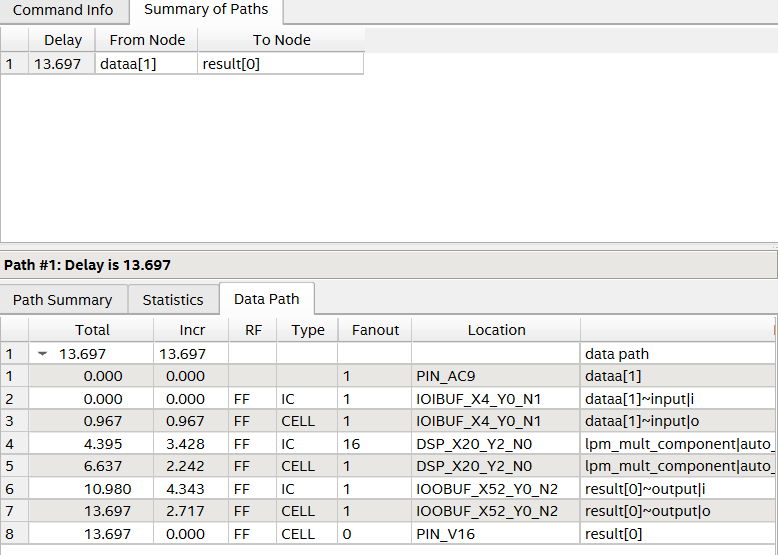 Command Info Summary of Paths
Delay From Node To Node
1 13.697 dataa[1] result[0]
Path #1: Delay is 13.697
Path Summary Statistics Data Path
Total Incr RF Type Fanout Location
1 13.697 13.697 data path
1 0.000 0.000 1 PIN_AC9 dataa[1]
2 0.000 0.000 FF IC 1 IOIBUF_X4_Y0_N1 dataa[1]~input|i
3 0.967 0.967 FF CELL 1 IOIBUF_X4_Y0_N1 dataa[1]~input|o
4 4.395 3.428 FF IC 16 DSP_X20_Y2_N0 lpm_mult_component|auto_
5 6.637 2.242 FF CELL 1 DSP_X20_Y2_N0 lpm_mult_component|auto_
6 10.980 4.343 FF IC 1 IOOBUF_X52_Y0_N2 result[0]~output|i
7 13.697 2.717 FF CELL 1 IOOBUF_X52_Y0_N2 result[0]~output|o
8 13.697 0.000 FF CELL 0 PIN_V16 result[0]